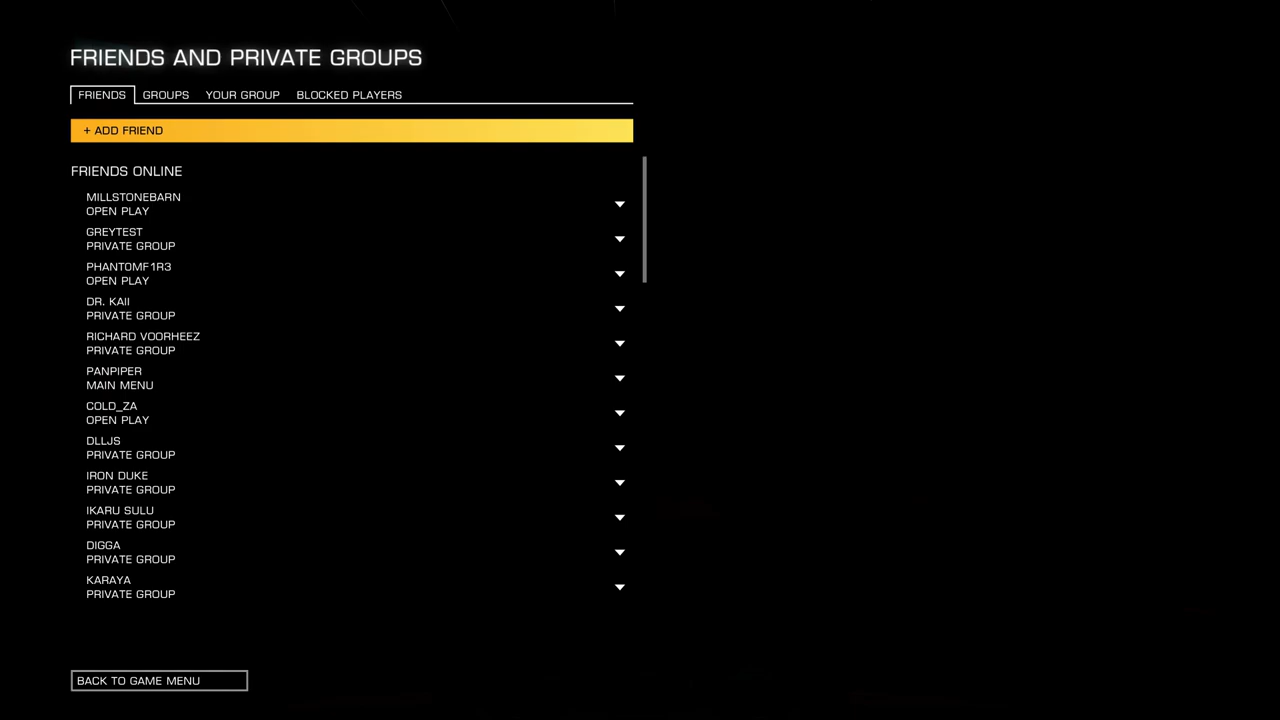 FRIENDS AND PRIVATE GROUPS
FRIENDS GROUPS YOUR GROUP BLOCKED PLAYERS
+ ADD FRIEND
FRIENDS ONLINE
MILLSTONEBARN
OPEN PLAY
GREYTEST
PRIVATE GROUP
PHANTOMF1R3
OPEN PLAY
DR. KAII
PRIVATE GROUP
RICHARD VOORHEEZ
PRIVATE GROUP
PANPIPER
MAIN MENU
COLD_ZA
OPEN PLAY
DLLJS
PRIVATE GROUP
IRON DUKE
PRIVATE GROUP
IKARU SULU
PRIVATE GROUP
DIGGA
PRIVATE GROUP
KARAYA
PRIVATE GROUP
BACK TO GAME MENU